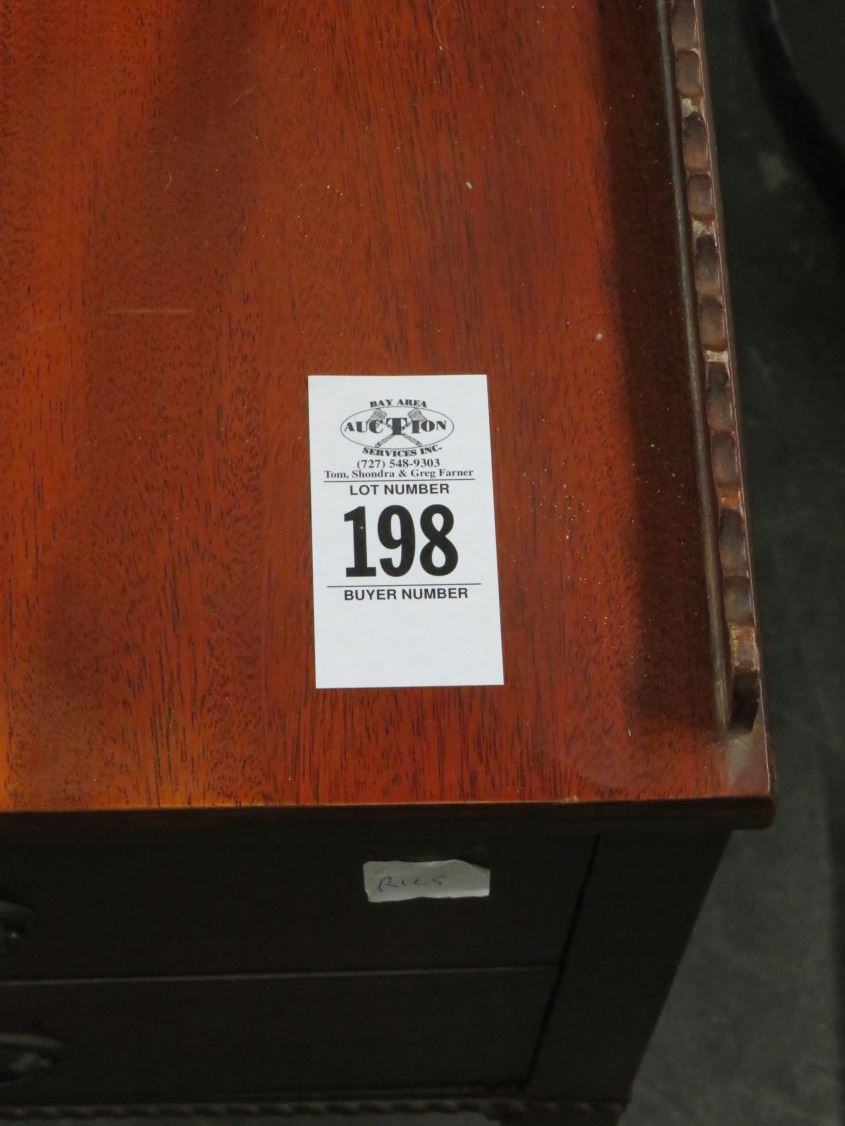 BAY AREA
AUCTION
SERVICES INC.
(727) 548-9303
Tom, Shondra & Greg Farner
LOT NUMBER
198
BUYER NUMBER